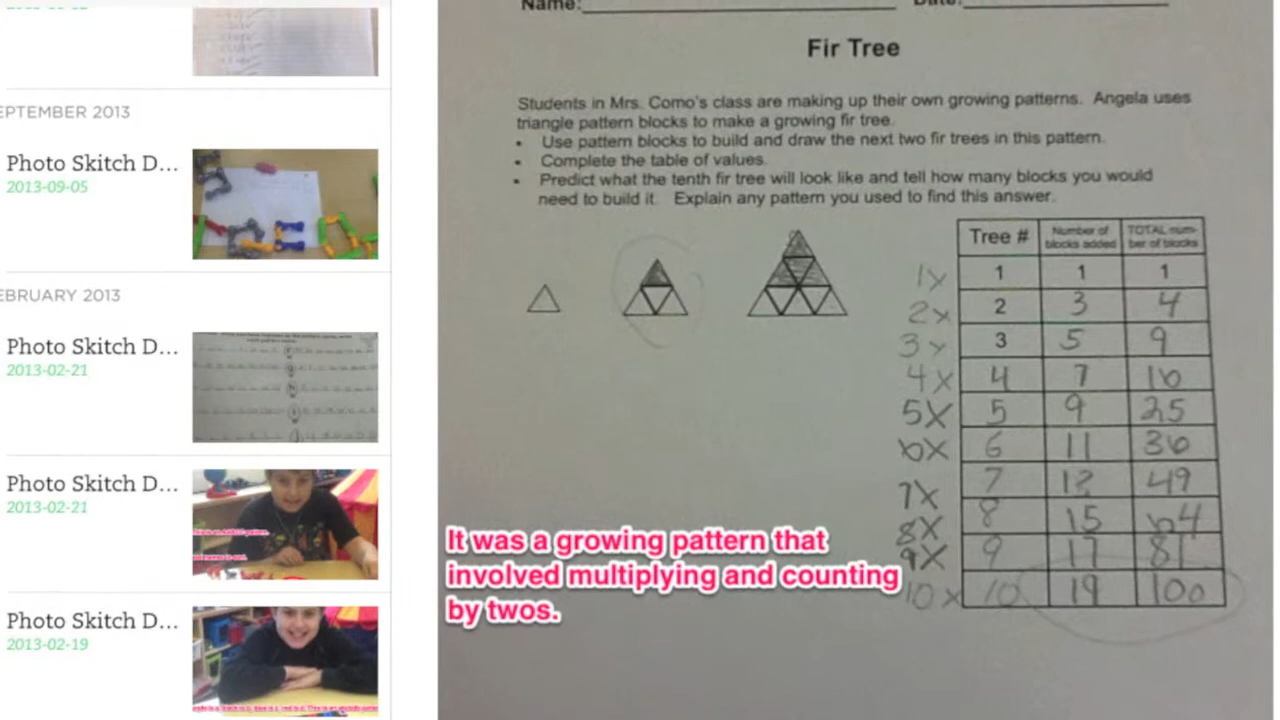 EPTEMBER 2013
Photo Skitch D...
2013-09-05
EBRUARY 2013
Photo Skitch D...
2013-02-21
Photo Skitch D...
2013-02-21
Photo Skitch D...
2013-02-19
Name: Date:
Fir Tree
Students in Mrs. Como's class are making up their own growing patterns. Angela uses
triangle pattern blocks to make a growing fir tree.
• Use pattern blocks to build and draw the next two fir trees in this pattern.
• Complete the table of values.
• Predict what the tenth fir tree will look like and tell how many blocks you would
need to build it. Explain any pattern you used to find this answer.
Tree # Number of blocks added TOTAL num-ber of blocks
1x 1 1 1
2x 2 3 4
3x 3 5 9
4x 4 7 16
5x 5 9 25
6x 6 11 36
7x 7 13 49
8x 8 15 64
9x 9 17 81
10x 10 19 100
It was a growing pattern that
involved multiplying and counting
by twos.